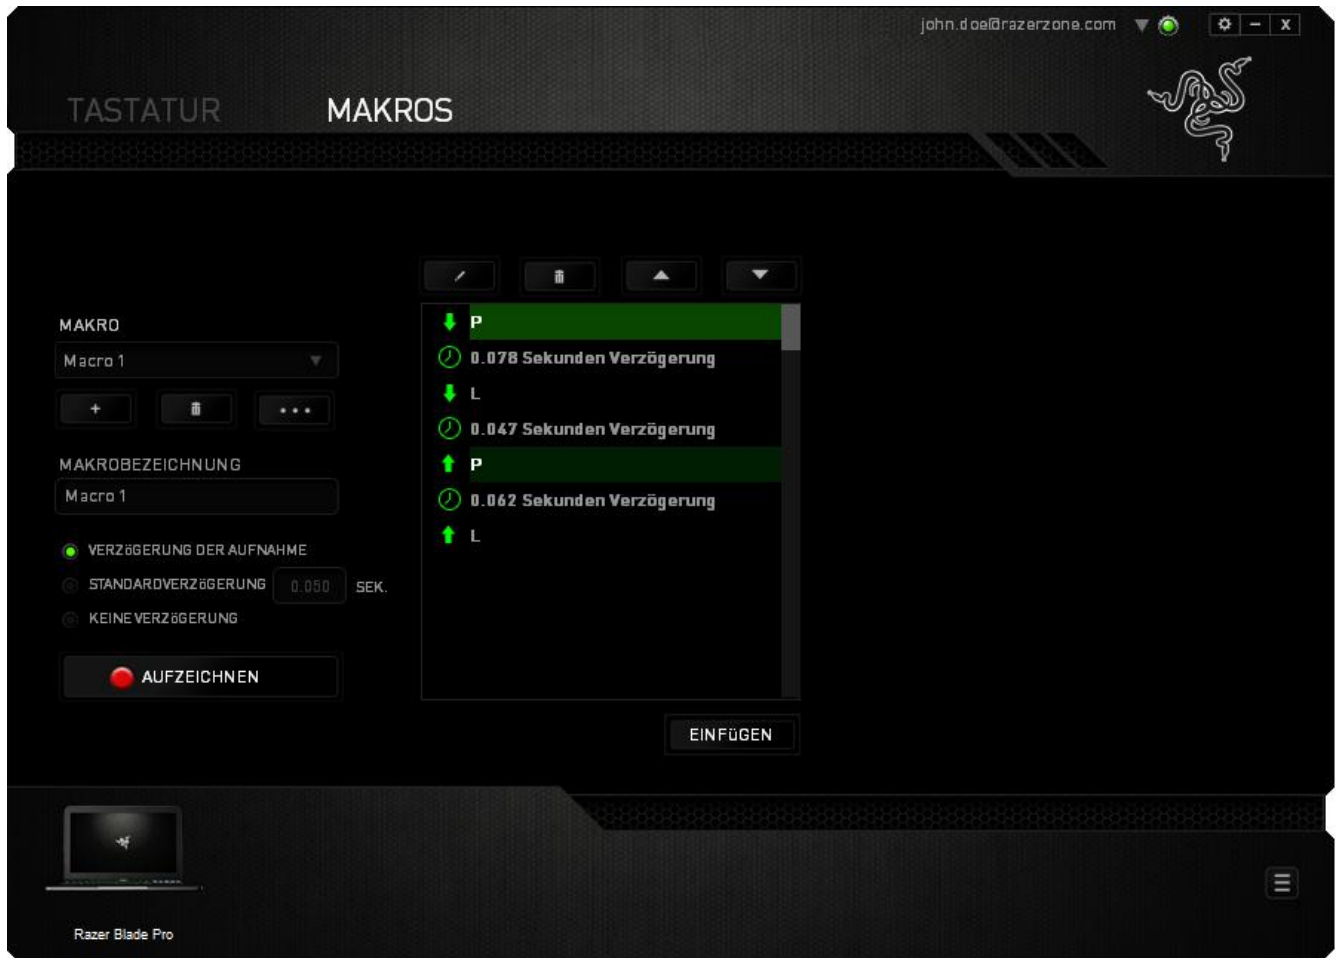 john.doe@razerzone.com
TASTATUR
MAKROS
MAKRO
Macro 1
MAKROBEZEICHNUNG
Macro 1
VERZöGERUNG DER AUFNAHME
STANDARDVERZöGERUNG 0.050 SEK.
KEINE VERZöGERUNG
AUFZEICHNEN
P
0.078 Sekunden Verzögerung
L
0.047 Sekunden Verzögerung
P
0.062 Sekunden Verzögerung
L
EINFüGEN
Razer Blade Pro